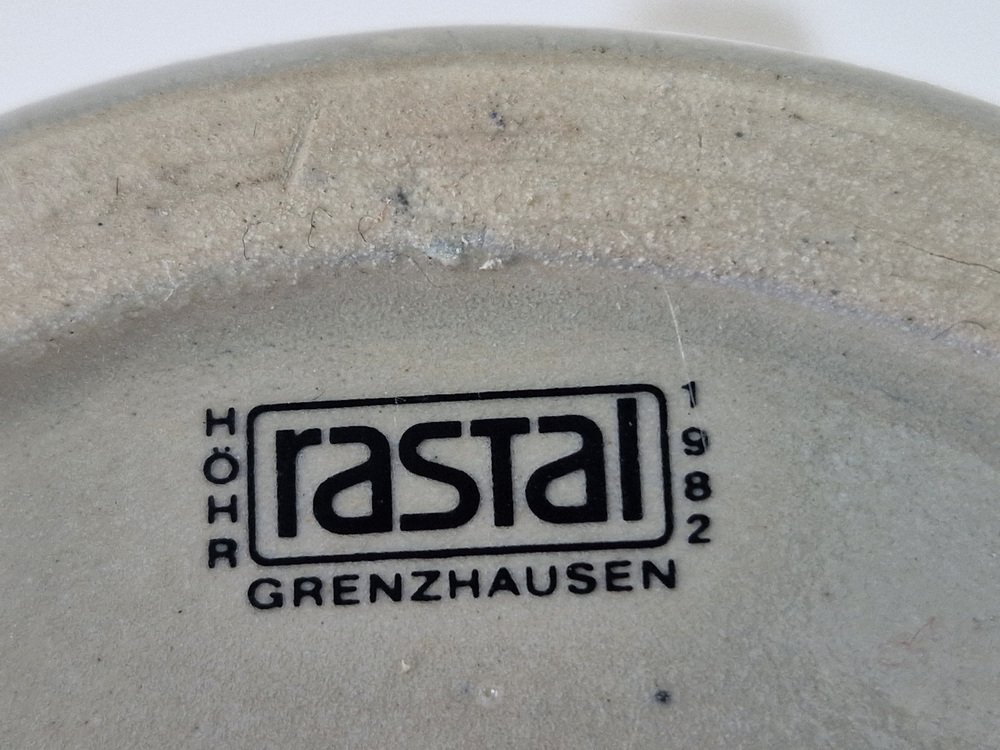 HÖHR
rastal
1982
GRENZHAUSEN